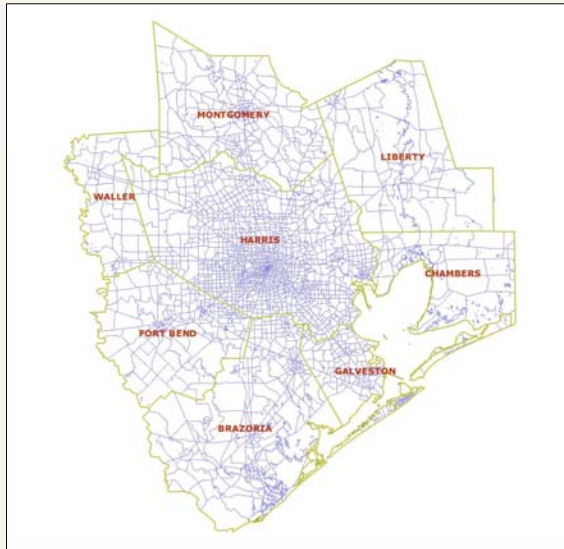 MONTGOMERY
LIBERTY
WALLER
HARRIS
CHAMBERS
FORT BEND
GALVESTON
BRAZORIA